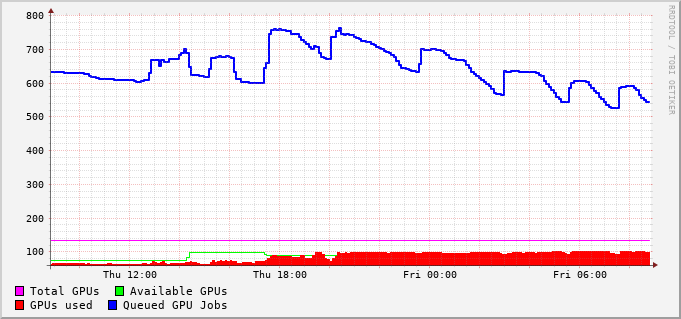 800
700
600
500
400
300
200
100
Thu 12:00 Thu 18:00 Fri 00:00 Fri 06:00
Total GPUs Available GPUs
GPUs used Queued GPU Jobs
RRDTOOL / TOBI OETIKER